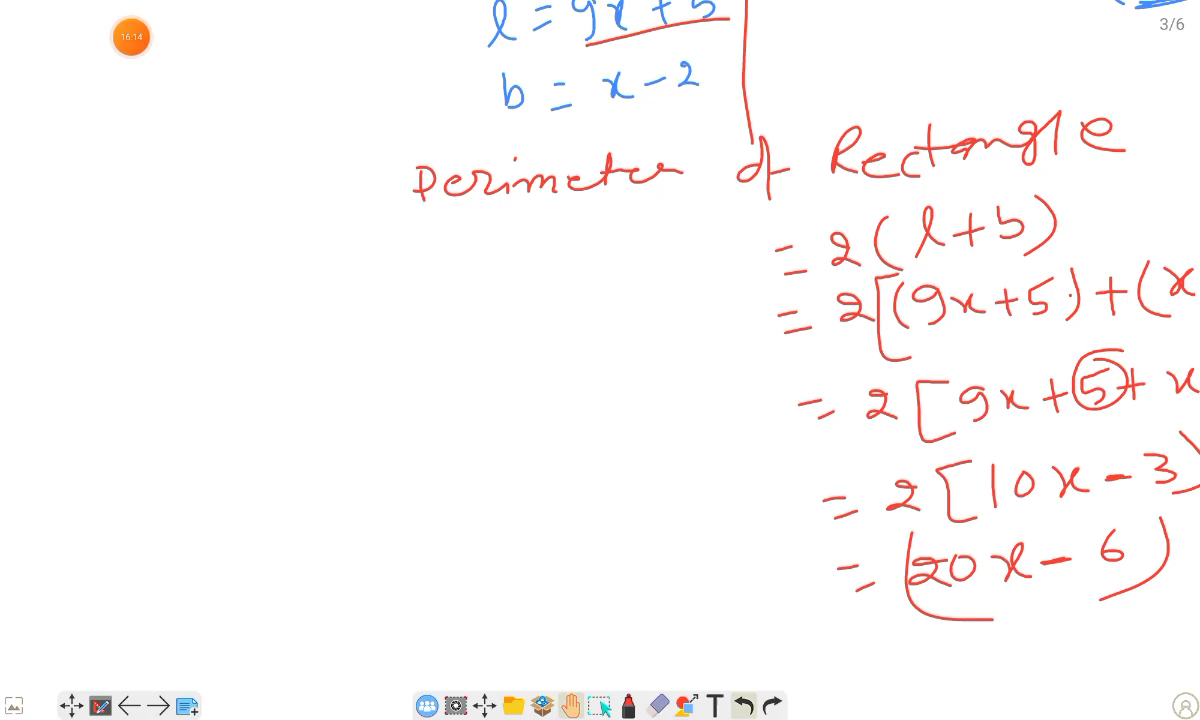 16:14
3/6
l = 9x + 5
b = x - 2
Perimeter of Rectangle
= 2(l+b)
= 2[(9x+5)+(x
= 2[9x+5+x
= 2[10x-3)
= (20x-6)